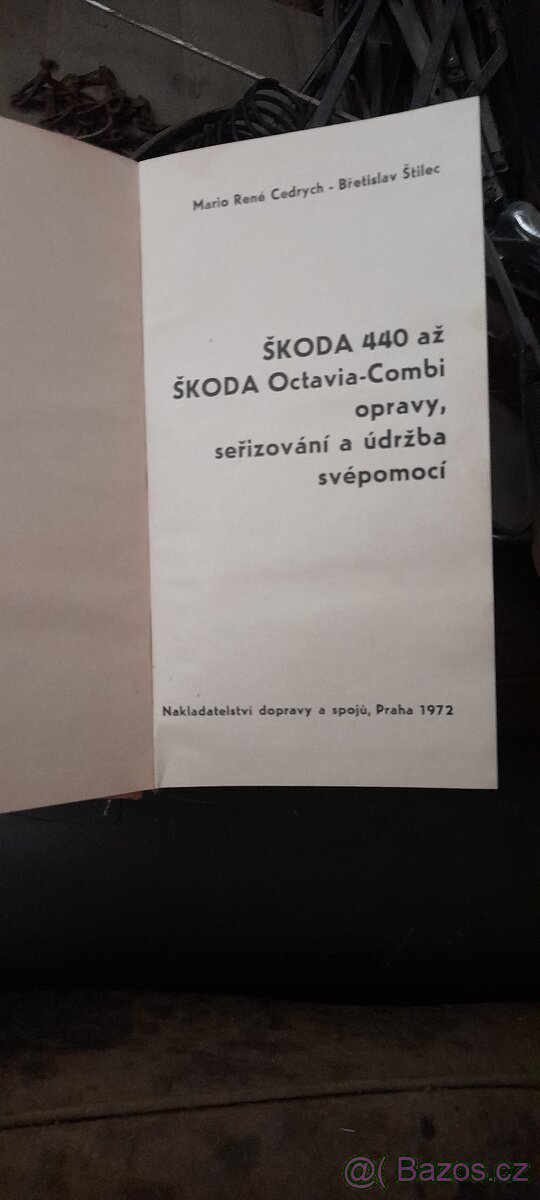 Mario René Cedrych - Břetislav Štilec
ŠKODA 440 až
ŠKODA Octavia-Combi
opravy,
seřizování a údržba
svépomocí
Nakladatelství dopravy a spojů, Praha 1972
@( Bazos.cz